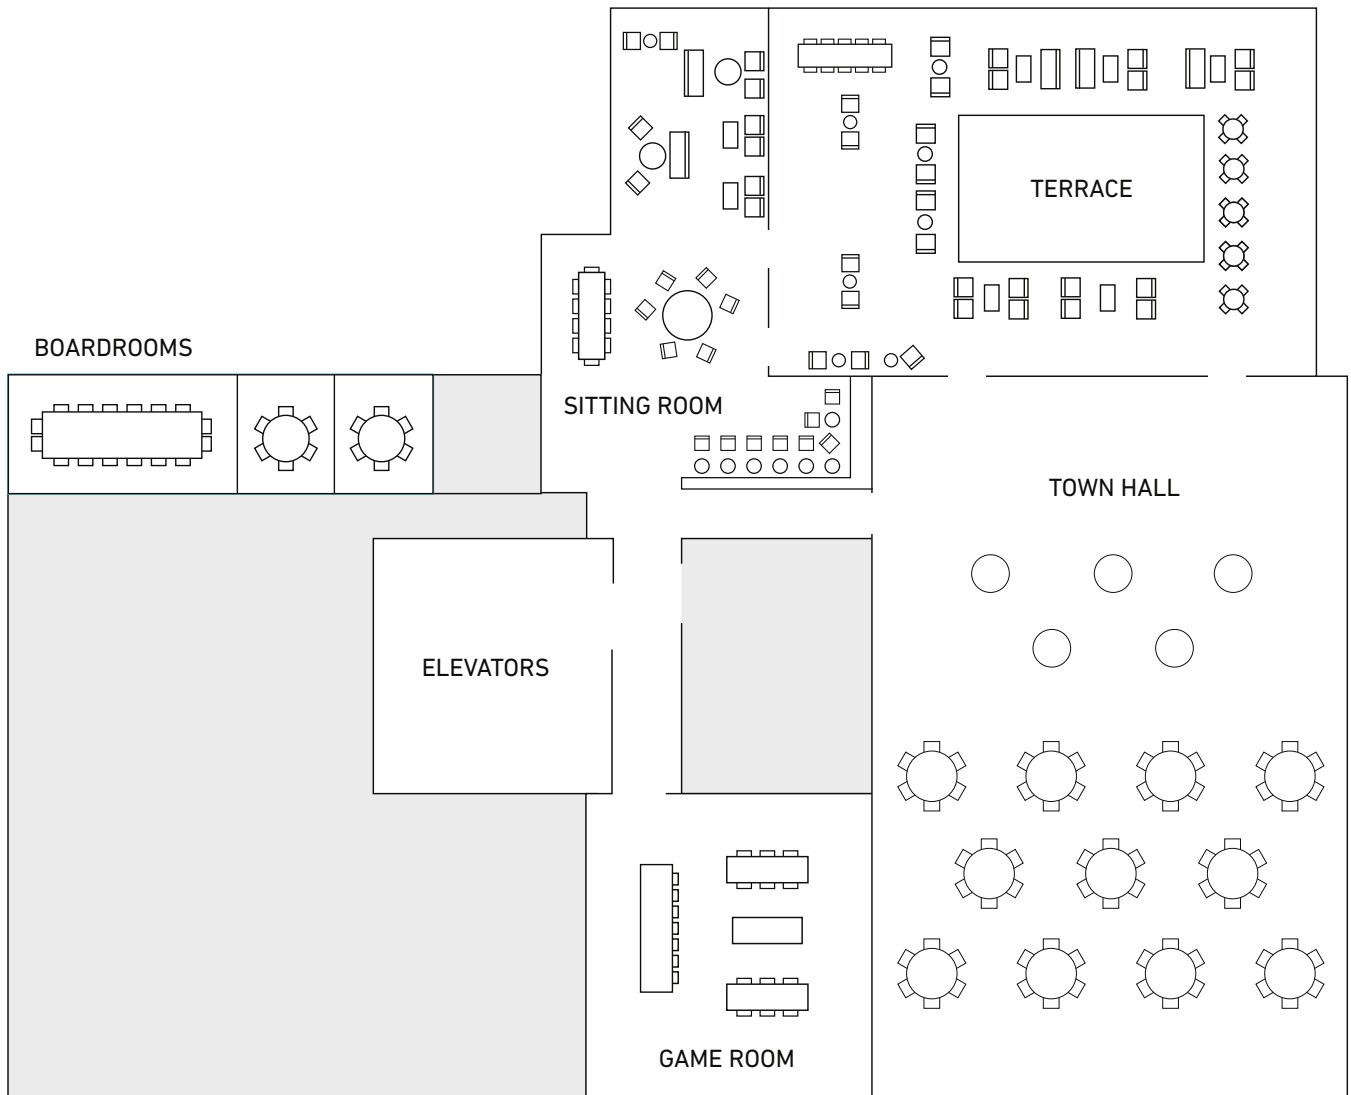 TERRACE
BOARDROOMS
SITTING ROOM
TOWN HALL
ELEVATORS
GAME ROOM